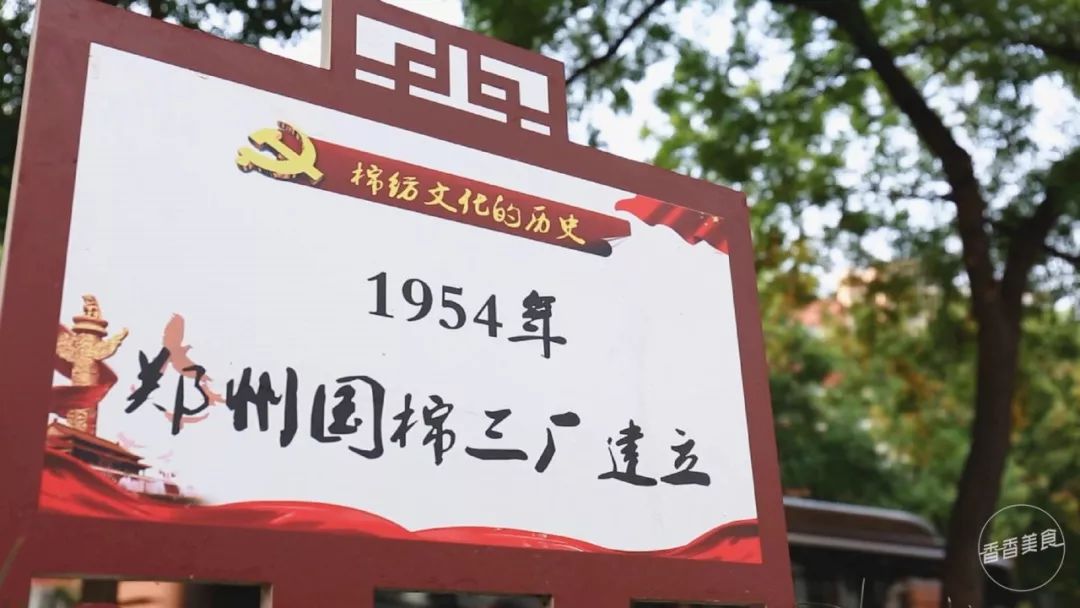 棉纺文化的历史
1954年
郑州国棉三厂建立
香香美食